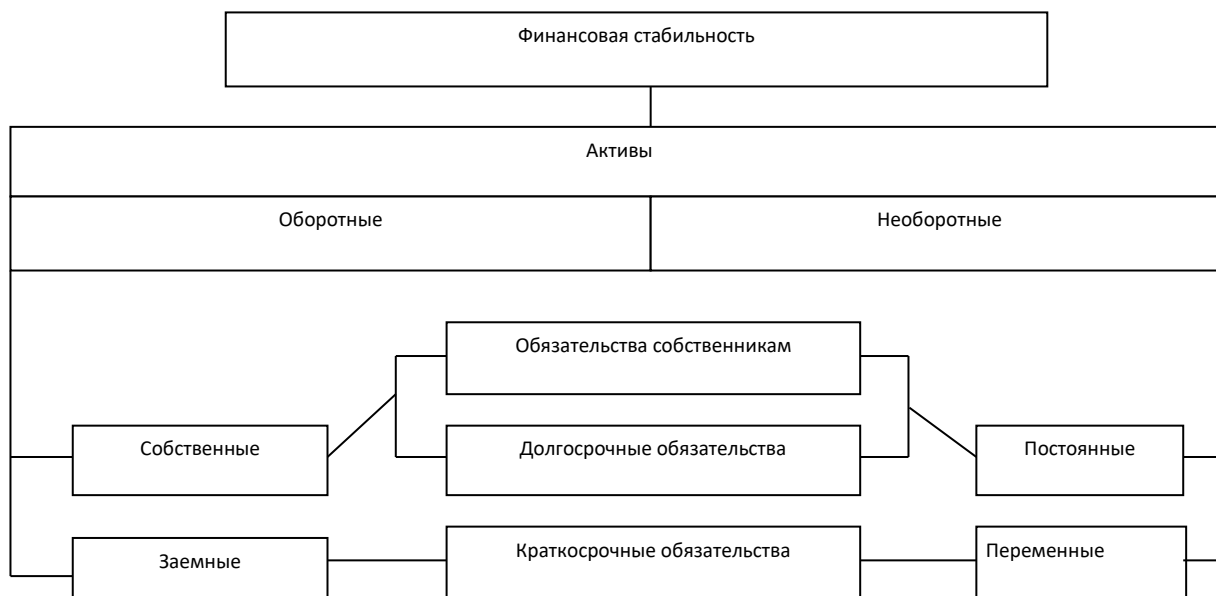 Финансовая стабильность
Активы
Оборотные
Необоротные
Обязательства собственникам
Собственные
Долгосрочные обязательства
Постоянные
Заемные
Краткосрочные обязательства
Переменные